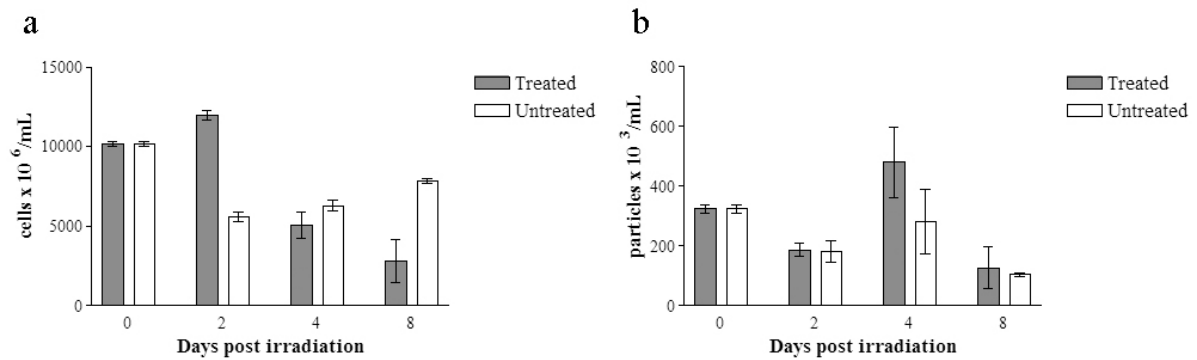 a
15000
10000
5000
0
cells x 10 6/mL
0 2 4 8
Days post irradiation
Treated
Untreated
b
800
600
400
200
0
particles x 10 3/mL
0 2 4 8
Days post irradiation
Treated
Untreated